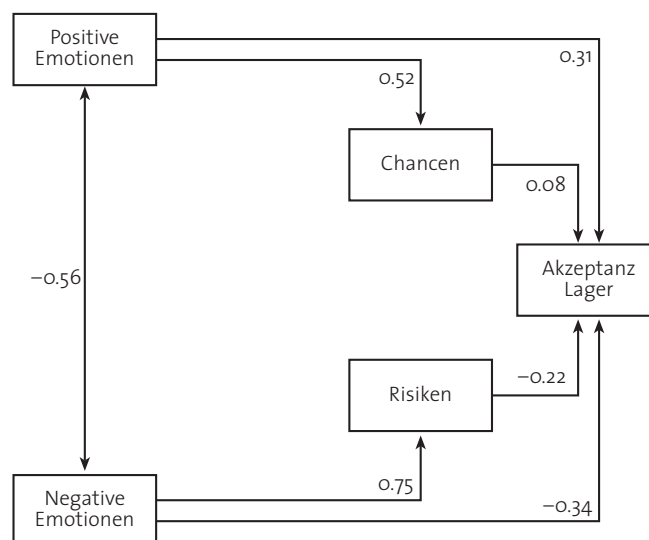 Positive
Emotionen
0.31
0.52
Chancen
0.08
Akzeptanz
Lager
−0.56
Risiken
−0.22
0.75
Negative
Emotionen
−0.34